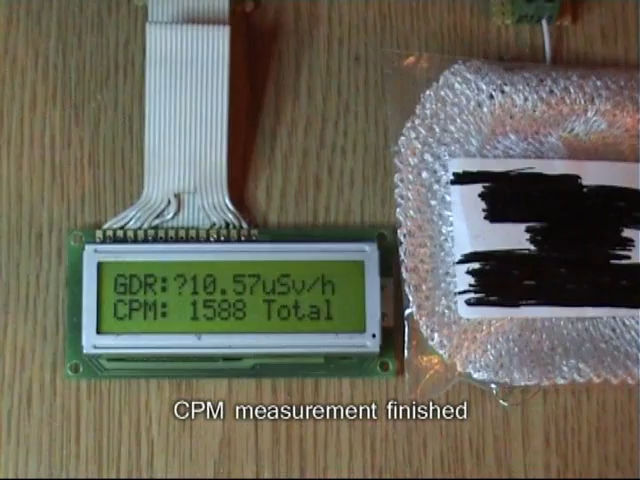 GDR:?10.57uSv/h
CPM: 1588 Total
CPM measurement finished